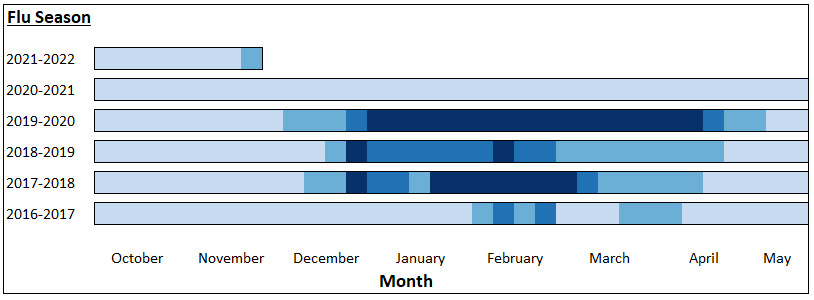 Flu Season
2021-2022
2020-2021
2019-2020
2018-2019
2017-2018
2016-2017
October November December January February March April May
Month